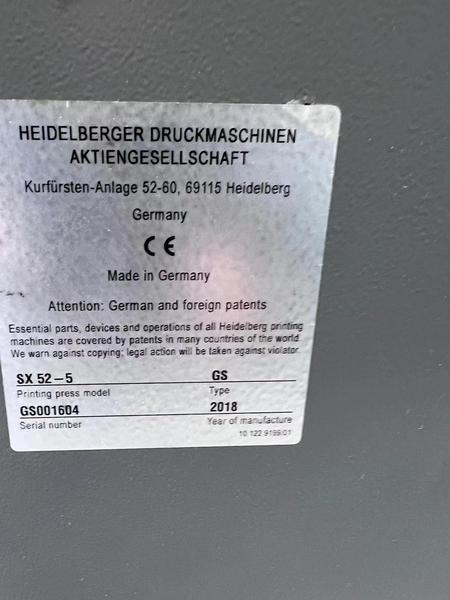 HEIDELBERGER DRUCKMASCHINEN
AKTIENGESELLSCHAFT
Kurfürsten-Anlage 52-60, 69115 Heidelberg
Germany
CE
Made in Germany
Attention: German and foreign patents
Essential parts, devices and operations of all Heidelberg printing
machines are covered by patents in many countries of the world.
We warn against copying; legal action will be taken against violator.
SX 52-5 GS
Printing press model Type
GS001604 2018
Serial number Year of manufacture
10.122.9199/01